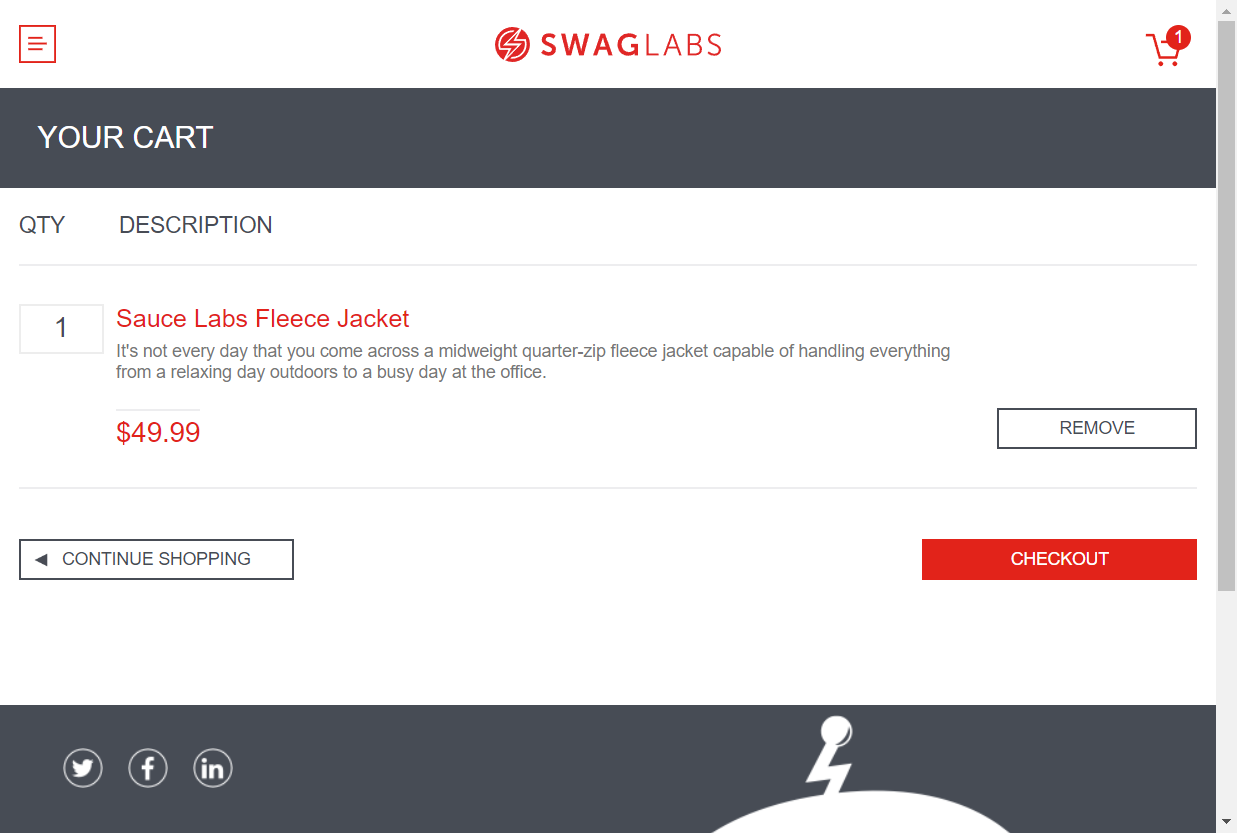 SWAGLABS
1
YOUR CART
QTY DESCRIPTION
1
Sauce Labs Fleece Jacket
It's not every day that you come across a midweight quarter-zip fleece jacket capable of handling everything
from a relaxing day outdoors to a busy day at the office.
$49.99
REMOVE
CONTINUE SHOPPING
CHECKOUT
in